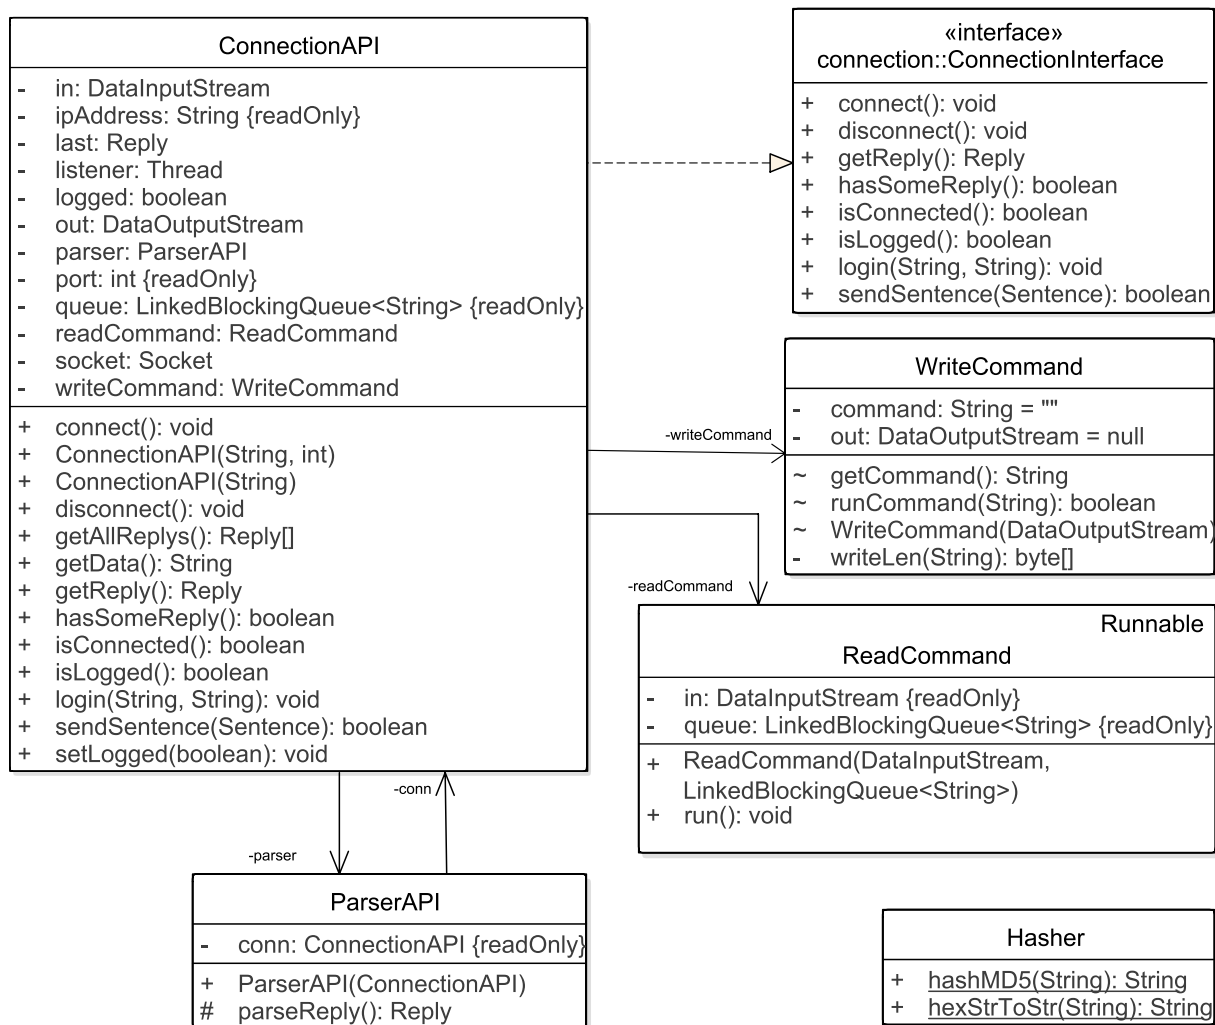 ConnectionAPI
- in: DataInputStream
- ipAddress: String {readOnly}
- last: Reply
- listener: Thread
- logged: boolean
- out: DataOutputStream
- parser: ParserAPI
- port: int {readOnly}
- queue: LinkedBlockingQueue<String> {readOnly}
- readCommand: ReadCommand
- socket: Socket
- writeCommand: WriteCommand
+ connect(): void
+ ConnectionAPI(String, int)
+ ConnectionAPI(String)
+ disconnect(): void
+ getAllReplys(): Reply[]
+ getData(): String
+ getReply(): Reply
+ hasSomeReply(): boolean
+ isConnected(): boolean
+ isLogged(): boolean
+ login(String, String): void
+ sendSentence(Sentence): boolean
+ setLogged(boolean): void
«interface»
connection::ConnectionInterface
+ connect(): void
+ disconnect(): void
+ getReply(): Reply
+ hasSomeReply(): boolean
+ isConnected(): boolean
+ isLogged(): boolean
+ login(String, String): void
+ sendSentence(Sentence): boolean
-writeCommand
WriteCommand
- command: String = ""
- out: DataOutputStream = null
~ getCommand(): String
~ runCommand(String): boolean
~ WriteCommand(DataOutputStream)
- writeLen(String): byte[]
-readCommand
Runnable
ReadCommand
- in: DataInputStream {readOnly}
- queue: LinkedBlockingQueue<String> {readOnly}
+ ReadCommand(DataInputStream,
LinkedBlockingQueue<String>)
+ run(): void
-conn
-parser
ParserAPI
- conn: ConnectionAPI {readOnly}
+ ParserAPI(ConnectionAPI)
# parseReply(): Reply
Hasher
+ hashMD5(String): String
+ hexStrToStr(String): String